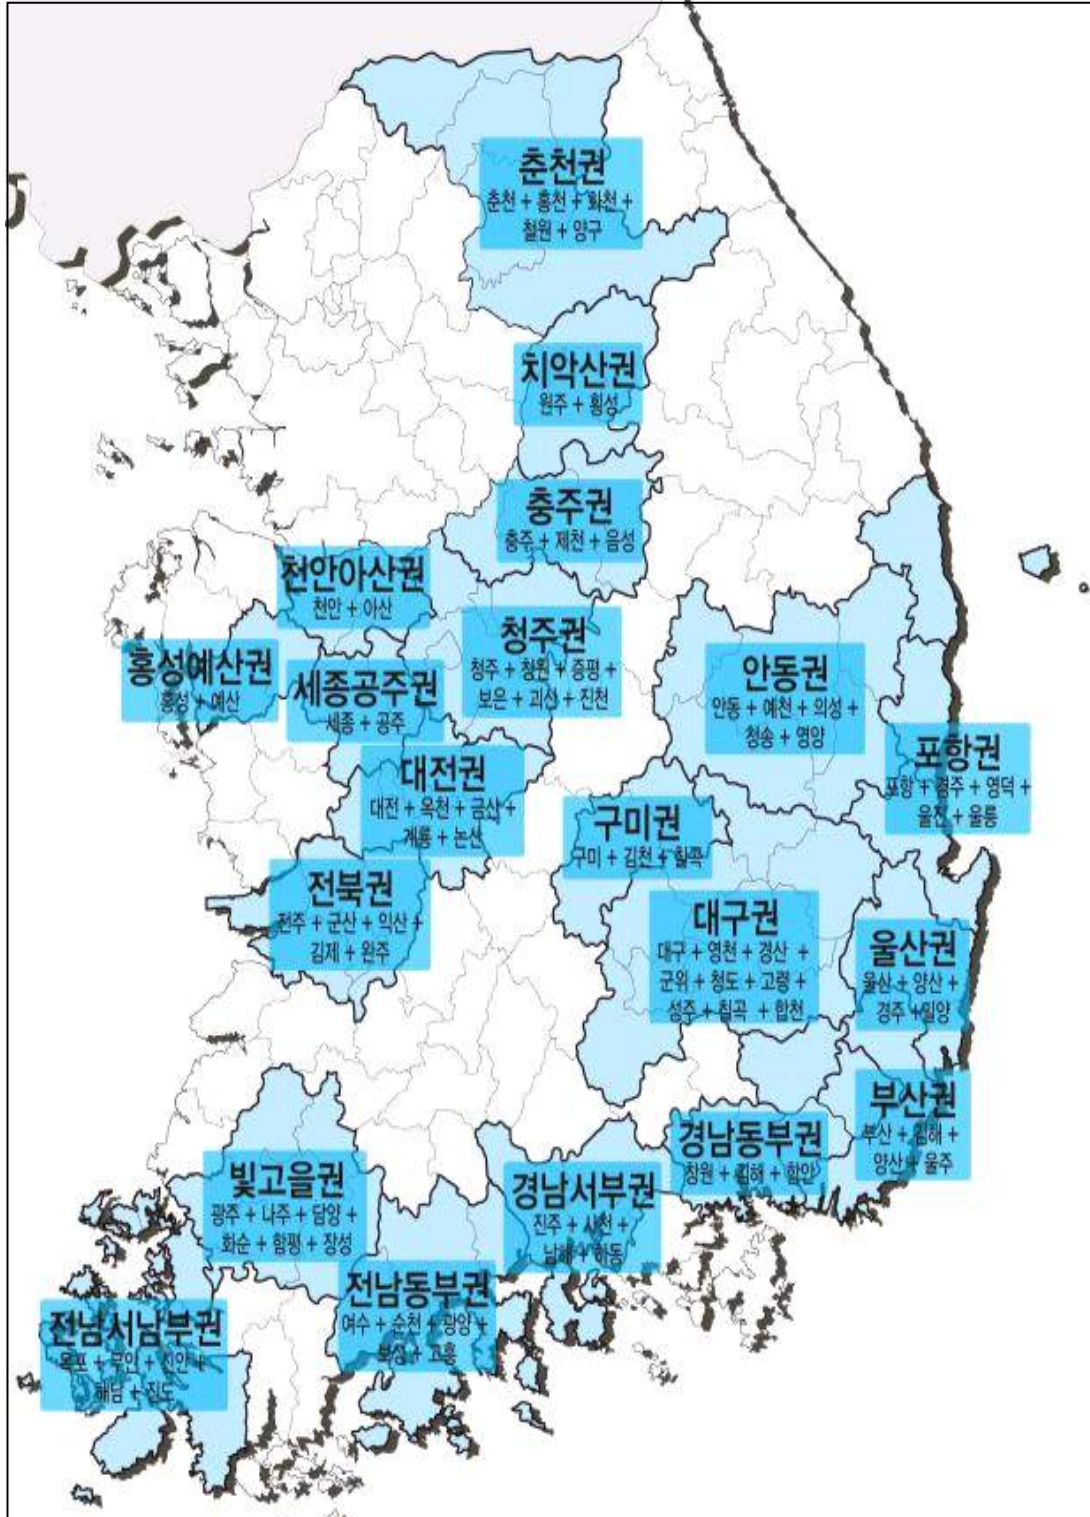 춘천권
춘천 + 홍천 + 화천 +
철원 + 양구
치악산권
원주 + 횡성
충주권
충주 + 제천 + 음성
천안아산권
천안 + 아산
청주권
청주 + 청원 + 증평 +
보은 + 괴산 + 진천
홍성예산권
홍성 + 예산
세종공주권
세종 + 공주
안동권
안동 + 예천 + 의성 +
청송 + 영양
포항권
포항 + 경주 + 영덕 +
울진 + 울릉
대전권
대전 + 옥천 + 금산 +
계룡 + 논산
구미권
구미 + 김천 + 칠곡
전북권
전주 + 군산 + 익산 +
김제 + 완주
대구권
대구 + 영천 + 경산 +
군위 + 청도 + 고령 +
성주 + 칠곡 + 합천
울산권
울산 + 양산 +
경주 +밀양
부산권
부산 + 김해 +
양산 + 울주
경남동부권
창원 + 김해 + 함안
빛고을권
광주 + 나주 + 담양 +
화순 + 함평 + 장성
경남서부권
진주 + 사천 +
남해 + 하동
전남동부권
여수 + 순천 + 광양 +
보성 + 고흥
전남서남부권
목포 + 무안 + 신안 +
해남 + 진도